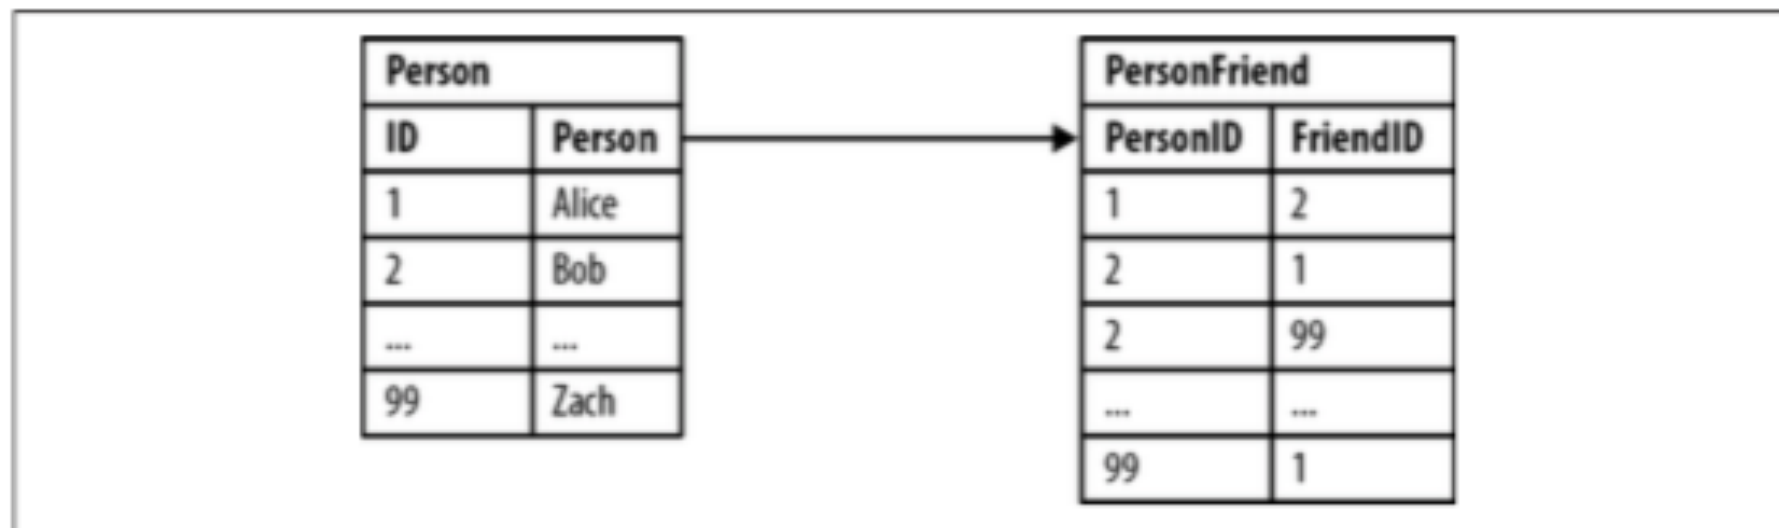 Person
ID Person
1 Alice
2 Bob
... ...
99 Zach
PersonFriend
PersonID FriendID
1 2
2 1
2 99
... ...
99 1